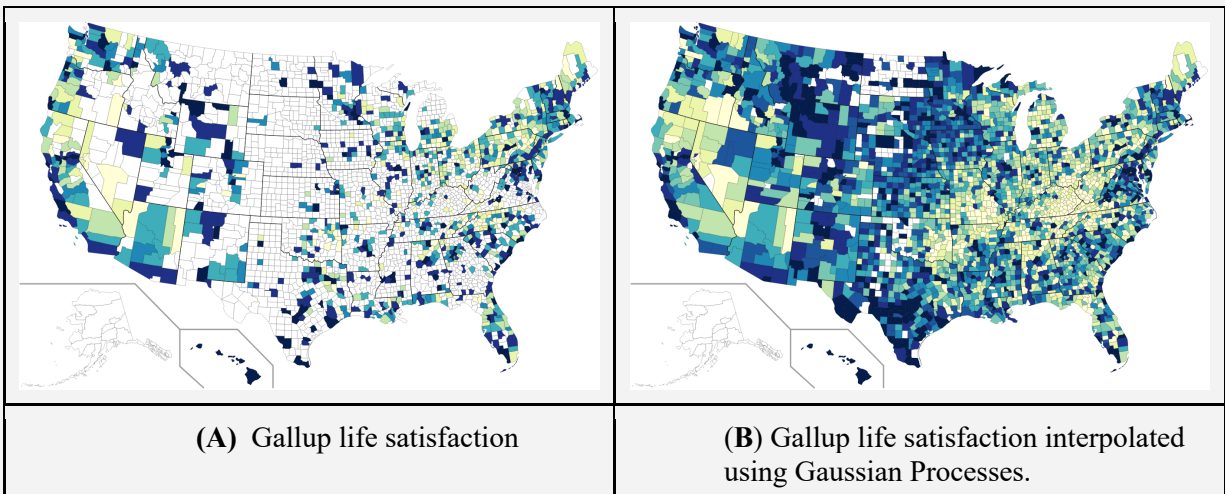 (A) Gallup life satisfaction
(B) Gallup life satisfaction interpolated
using Gaussian Processes.